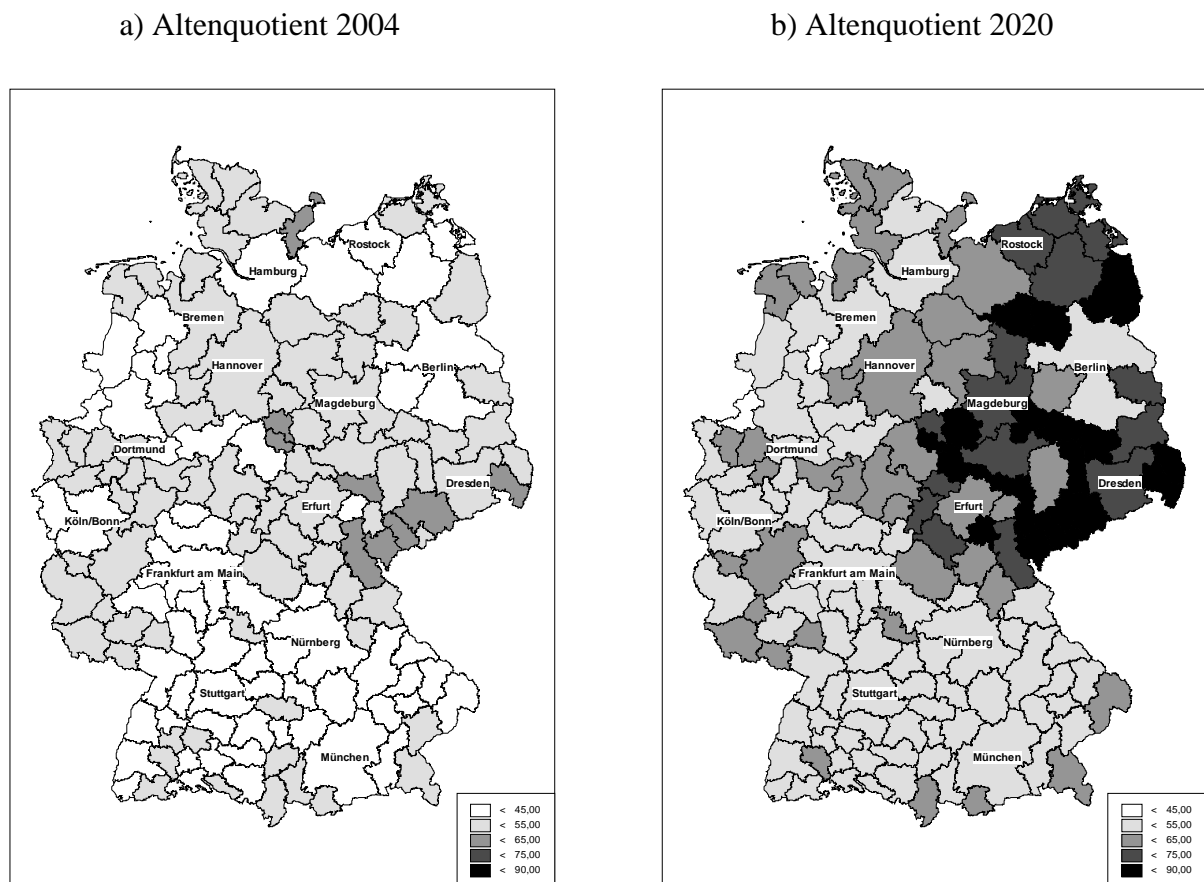 a) Altenquotient 2004
b) Altenquotient 2020
Rostock
Hamburg
Bremen
Hannover
Berlin
Magdeburg
Dortmund
Dresden
Erfurt
Köln/Bonn
Frankfurt am Main
Nürnberg
Stuttgart
München
< 45,00
< 55,00
< 65,00
< 75,00
< 90,00
Rostock
Hamburg
Bremen
Hannover
Berlin
Magdeburg
Dortmund
Dresden
Erfurt
Köln/Bonn
Frankfurt am Main
Nürnberg
Stuttgart
München
< 45,00
< 55,00
< 65,00
< 75,00
< 90,00